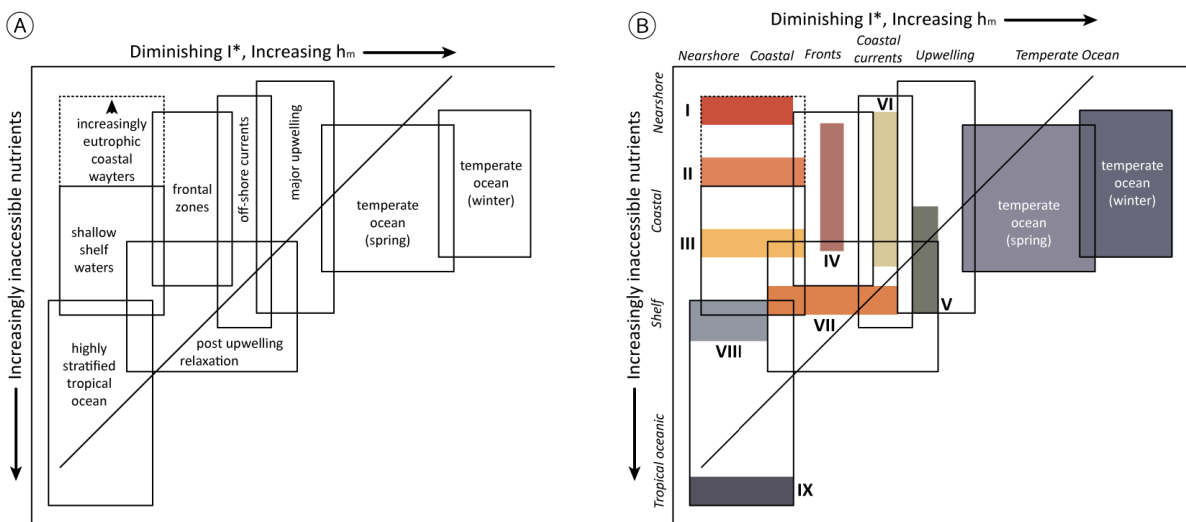 A
Diminishing I*, Increasing hm
Increasingly inaccessible nutrients
increasingly
eutrophic
coastal
wayters
frontal
zones
off-shore currents
major upwelling
temperate
ocean
(spring)
temperate
ocean
(winter)
shallow
shelf
waters
post upwelling
relaxation
highly
stratified
tropical
ocean
B
Diminishing I*, Increasing hm
Nearshore
Coastal
Fronts
Coastal
currents
Upwelling
Temperate Ocean
Increasingly inaccessible nutrients
Nearshore
Coastal
Shelf
Tropical oceanic
I
II
III
IV
V
VI
VII
VIII
IX
temperate
ocean
(spring)
temperate
ocean
(winter)